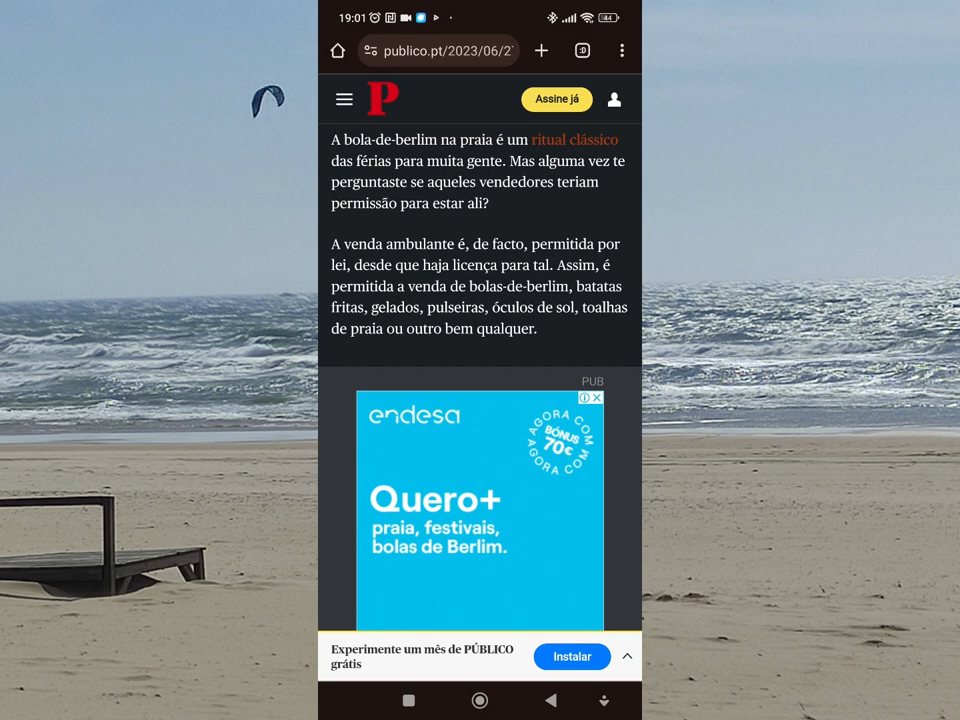 19:01
44
publico.pt/2023/06/2
:D
P
Assine já
A bola-de-berlim na praia é um ritual clássico
das férias para muita gente. Mas alguma vez te
perguntaste se aqueles vendedores teriam
permissão para estar ali?
A venda ambulante é, de facto, permitida por
lei, desde que haja licença para tal. Assim, é
permitida a venda de bolas-de-berlim, batatas
fritas, gelados, pulseiras, óculos de sol, toalhas
de praia ou outro bem qualquer.
PUB
endesa
AGORA COM
BÓNUS
70€
AGORA COM
Quero+
praia, festivais,
bolas de Berlim.
Experimente um mês de PÚBLICO
grátis
Instalar